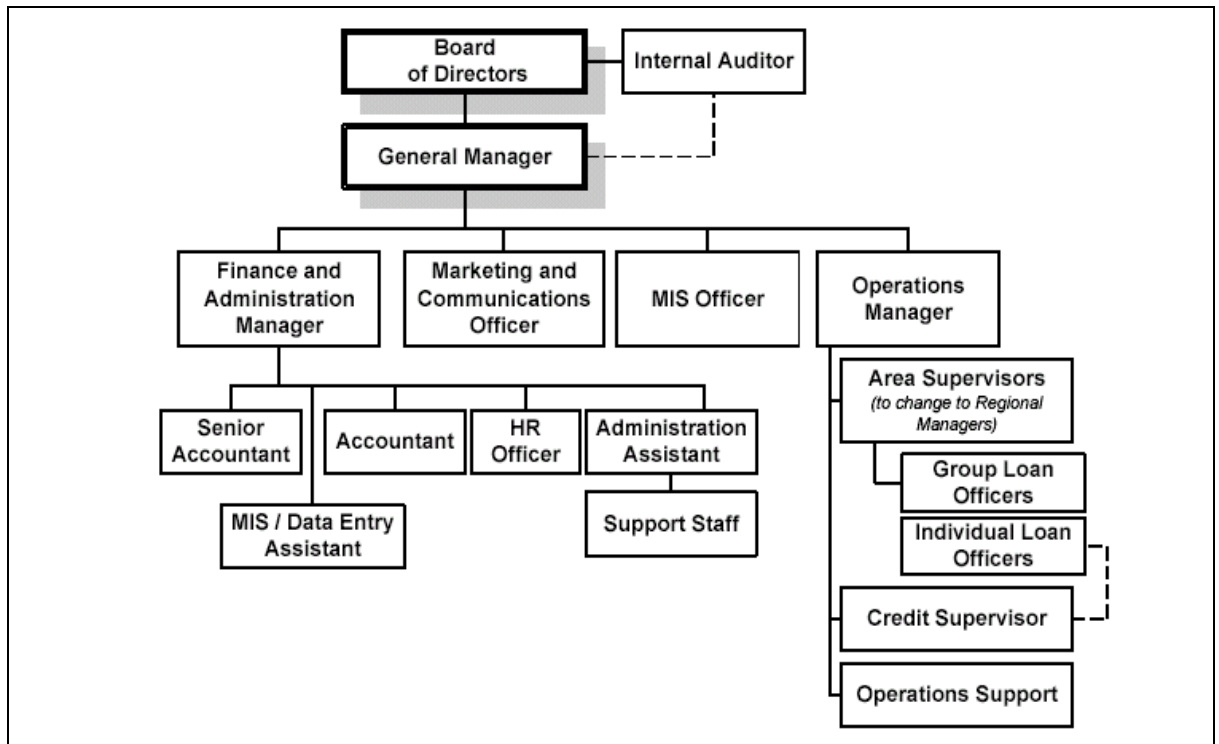 Board
of Directors
Internal Auditor
General Manager
Finance and
Administration
Manager
Marketing and
Communications
Officer
MIS Officer
Operations
Manager
Senior
Accountant
Accountant
HR
Officer
Administration
Assistant
MIS / Data Entry
Assistant
Support Staff
Area Supervisors
(to change to Regional
Managers)
Group Loan
Officers
Individual Loan
Officers
Credit Supervisor
Operations Support